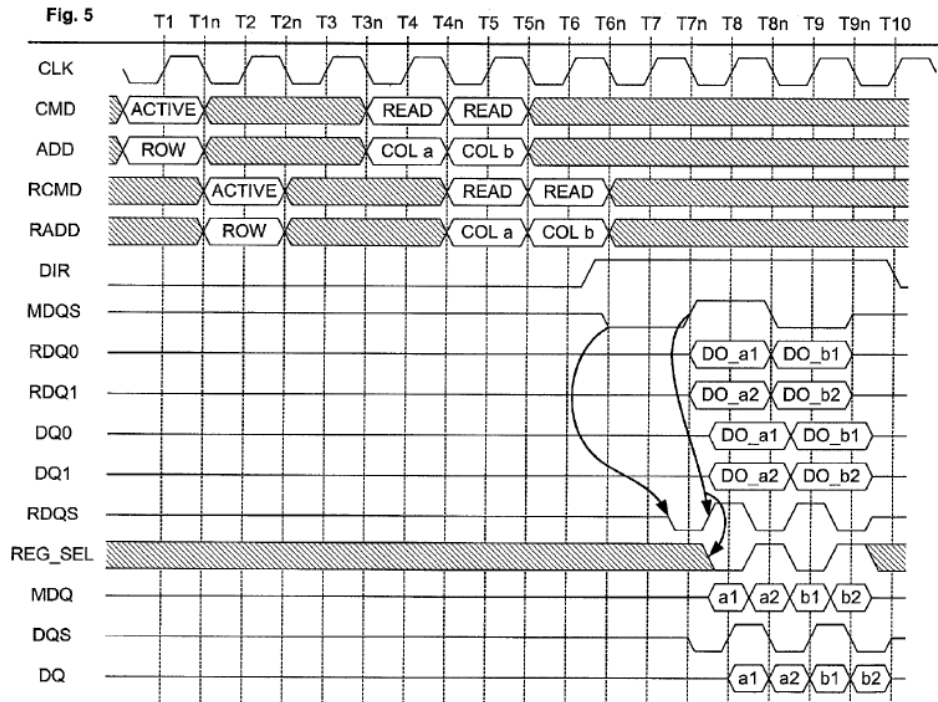 Fig. 5
T1 T1n T2 T2n T3 T3n T4 T4n T5 T5n T6 T6n T7 T7n T8 T8n T9 T9n T10
CLK
CMD ACTIVE READ READ
ADD ROW COL a COL b
RCMD ACTIVE READ READ
RADD ROW COL a COL b
DIR
MDQS
RDQ0 DO_a1 DO_b1
RDQ1 DO_a2 DO_b2
DQ0 DO_a1 DO_b1
DQ1 DO_a2 DO_b2
RDQS
REG_SEL
MDQ a1 a2 b1 b2
DQS
DQ a1 a2 b1 b2